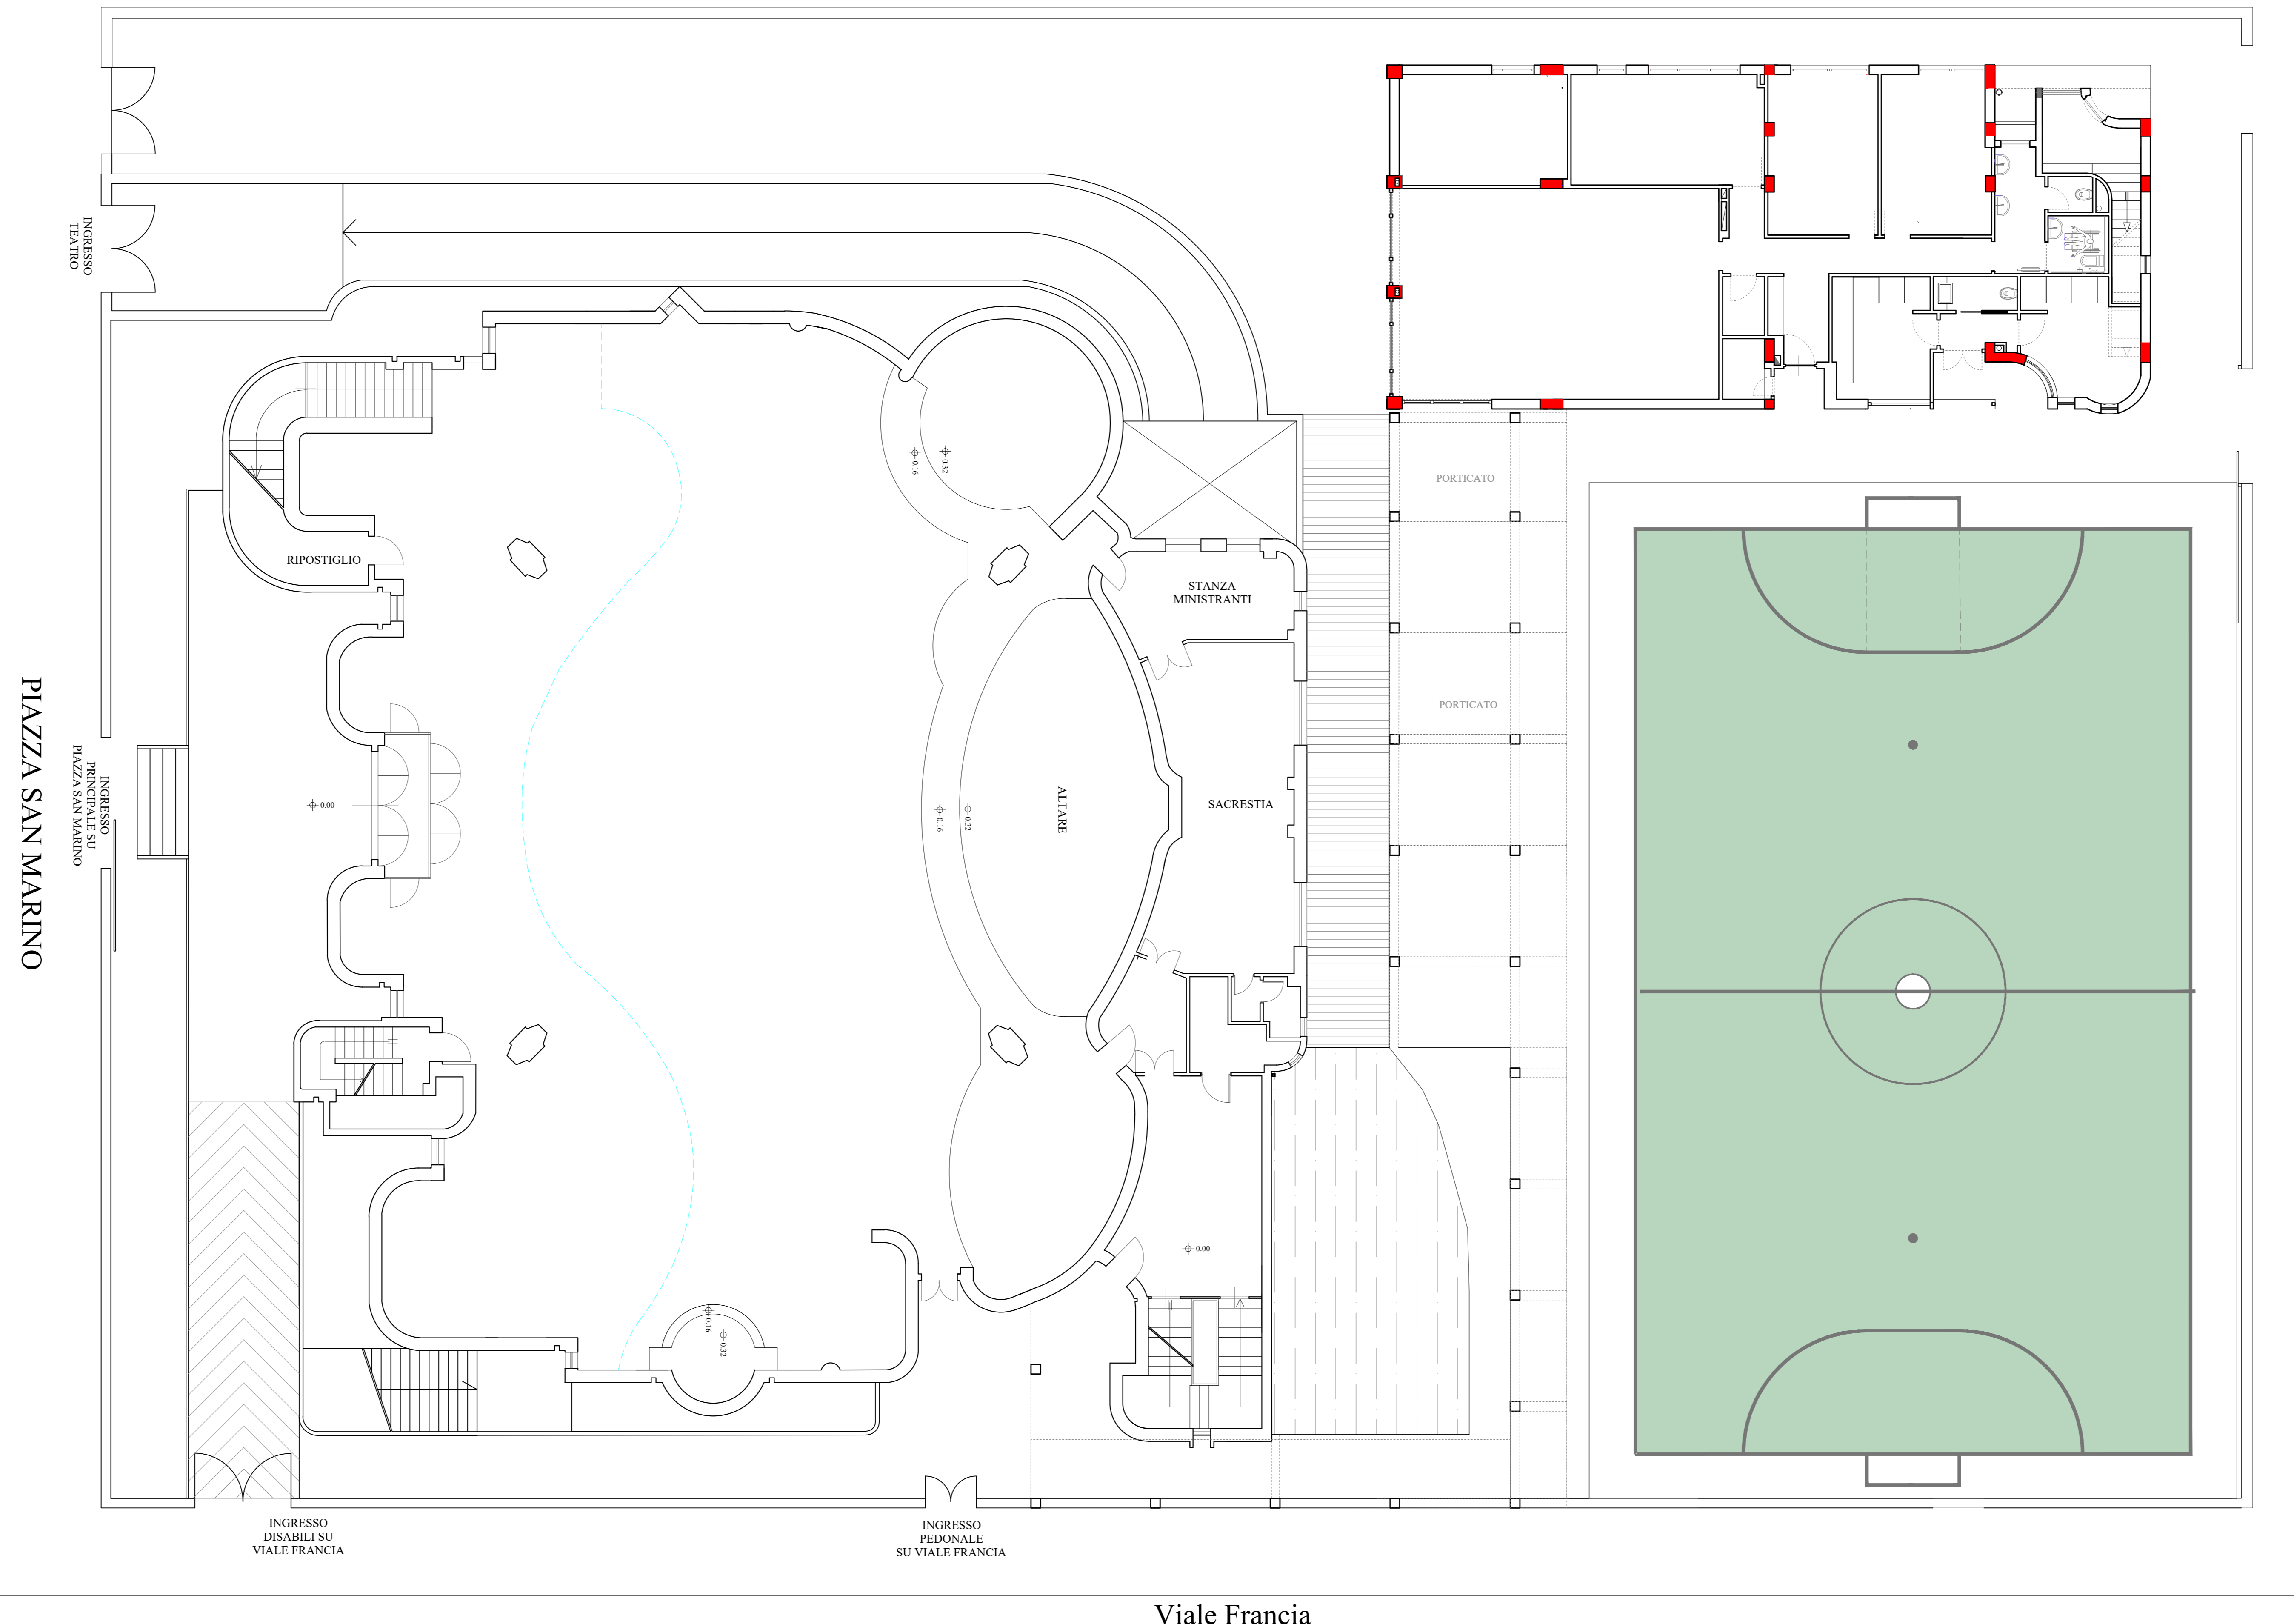 INGRESSO
TEATRO
PORTICATO
0.16
0.32
RIPOSTIGLIO
STANZA
MINISTRANTI
PORTICATO
PIAZZA SAN MARINO
INGRESSO
PRINCIPALE SU
PIAZZA SAN MARINO
0.00
0.16
0.32
ALTARE
SACRESTIA
0.00
0.16
0.32
INGRESSO
DISABILI SU
VIALE FRANCIA
INGRESSO
PEDONALE
SU VIALE FRANCIA
Viale Francia